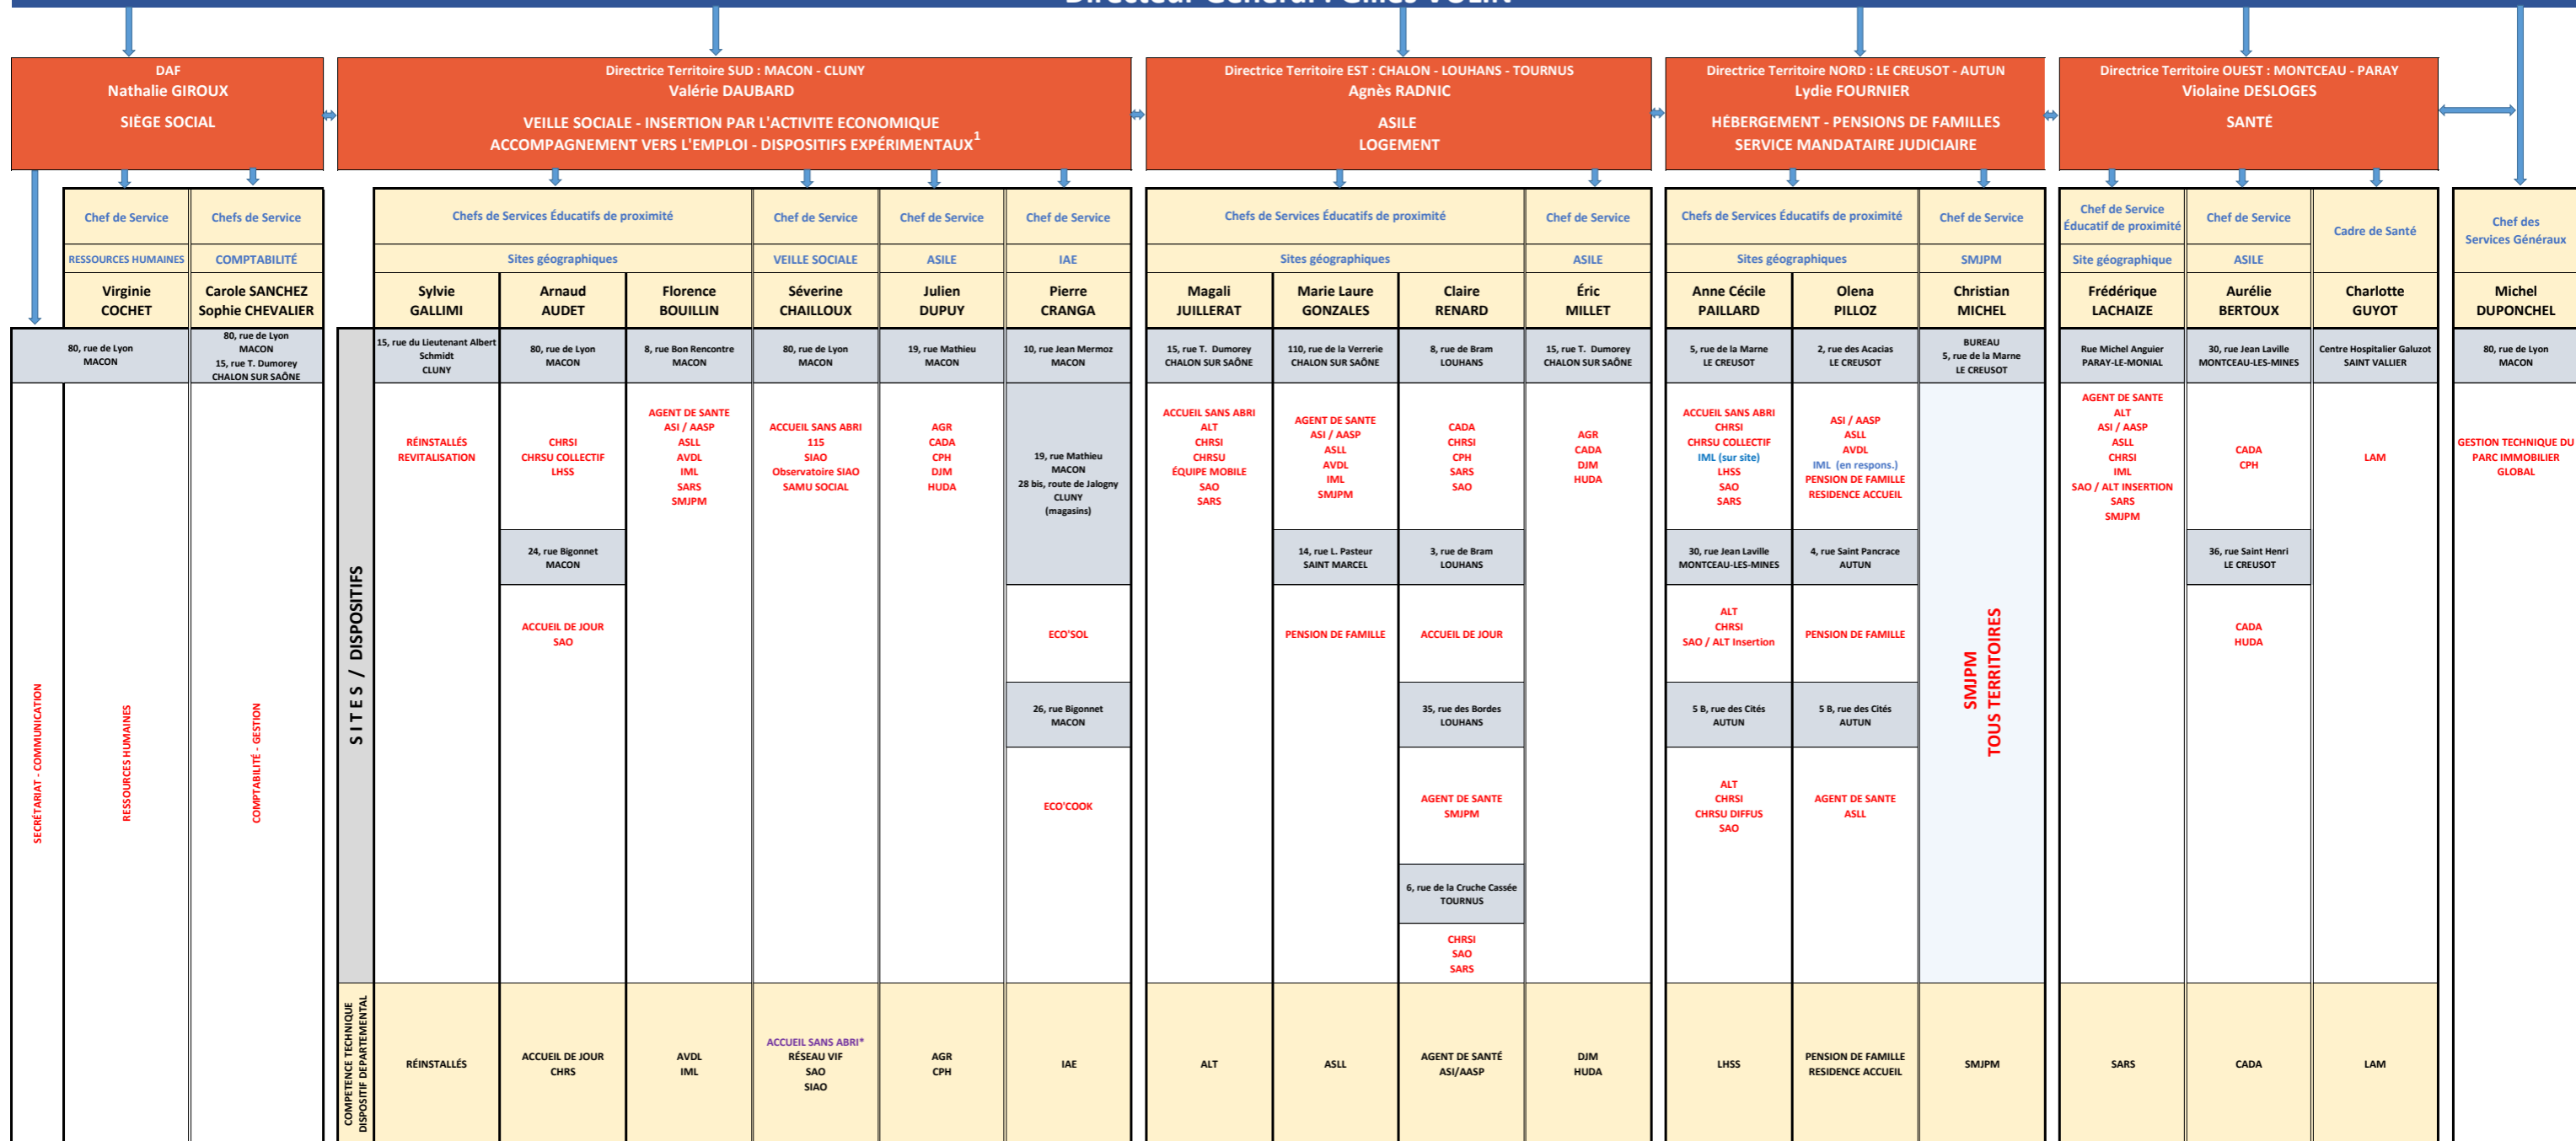 DAF
Nathalie GIROUX
SIÈGE SOCIAL
Directrice Territoire SUD : MACON - CLUNY
Valérie DAUBARD
VEILLE SOCIALE - INSERTION PAR L'ACTIVITE ECONOMIQUE
ACCOMPAGNEMENT VERS L'EMPLOI - DISPOSITIFS EXPÉRIMENTAUX1
Directrice Territoire EST : CHALON - LOUHANS - TOURNUS
Agnès RADNIC
ASILE
LOGEMENT
Directrice Territoire NORD : LE CREUSOT - AUTUN
Lydie FOURNIER
HÉBERGEMENT - PENSIONS DE FAMILLES
SERVICE MANDATAIRE JUDICIAIRE
Directrice Territoire OUEST : MONTCEAU - PARAY
Violaine DESLOGES
SANTÉ
SECRÉTARIAT - COMMUNICATION
Chef de Service
RESSOURCES HUMAINES
Virginie
COCHET
80, rue de Lyon
MACON
RESSOURCES HUMAINES
Chefs de Service
COMPTABILITÉ
Carole SANCHEZ
Sophie CHEVALIER
80, rue de Lyon
MACON
15, rue T. Dumorey
CHALON SUR SAÔNE
COMPTABILITÉ - GESTION
SITES / DISPOSITIFS
COMPETENCE TECHNIQUE
DISPOSITIF DEPARTEMENTAL
Chefs de Services Éducatifs de proximité
Sites géographiques
Sylvie
GALLIMI
15, rue du Lieutenant Albert
Schmidt
CLUNY
RÉINSTALLÉS
REVITALISATION
RÉINSTALLÉS
Arnaud
AUDET
80, rue de Lyon
MACON
CHRSI
CHRSU COLLECTIF
LHSS
24, rue Bigonnet
MACON
ACCUEIL DE JOUR
SAO
ACCUEIL DE JOUR
CHRS
Florence
BOUILLIN
8, rue Bon Rencontre
MACON
AGENT DE SANTE
ASI / AASP
ASLL
AVDL
IML
SARS
SMJPM
AVDL
IML
Chef de Service
VEILLE SOCIALE
Séverine
CHAILLOUX
80, rue de Lyon
MACON
ACCUEIL SANS ABRI
115
SIAO
Observatoire SIAO
SAMU SOCIAL
ACCUEIL SANS ABRI*
RÉSEAU VIF
SAO
SIAO
Chef de Service
ASILE
Julien
DUPUY
19, rue Mathieu
MACON
AGR
CADA
CPH
DJM
HUDA
AGR
CPH
Chef de Service
IAE
Pierre
CRANGA
10, rue Jean Mermoz
MACON
19, rue Mathieu
MACON
28 bis, route de Jalogny
CLUNY
(magasins)
ECO'SOL
26, rue Bigonnet
MACON
ECO'COOK
IAE
Chefs de Services Éducatifs de proximité
Sites géographiques
Magali
JUILLERAT
15, rue T. Dumorey
CHALON SUR SAÔNE
ACCUEIL SANS ABRI
ALT
CHRSI
CHRSU
ÉQUIPE MOBILE
SAO
SARS
ALT
Marie Laure
GONZALES
110, rue de la Verrerie
CHALON SUR SAÔNE
AGENT DE SANTE
ASI / AASP
ASLL
AVDL
IML
SMJPM
14, rue L. Pasteur
SAINT MARCEL
PENSION DE FAMILLE
ASLL
Claire
RENARD
8, rue de Bram
LOUHANS
CADA
CHRSI
CPH
SARS
SAO
3, rue de Bram
LOUHANS
ACCUEIL DE JOUR
35, rue des Bordes
LOUHANS
AGENT DE SANTE
SMJPM
6, rue de la Cruche Cassée
TOURNUS
CHRSI
SAO
SARS
AGENT DE SANTÉ
ASI/AASP
Chef de Service
ASILE
Éric
MILLET
15, rue T. Dumorey
CHALON SUR SAÔNE
AGR
CADA
DJM
HUDA
DJM
HUDA
Chefs de Services Éducatifs de proximité
Sites géographiques
Anne Cécile
PAILLARD
5, rue de la Marne
LE CREUSOT
ACCUEIL SANS ABRI
CHRSI
CHRSU COLLECTIF
IML (sur site)
LHSS
SAO
SARS
30, rue Jean Laville
MONTCEAU-LES-MINES
ALT
CHRSI
SAO / ALT Insertion
5 B, rue des Cités
AUTUN
ALT
CHRSI
CHRSU DIFFUS
SAO
LHSS
Olena
PILLOZ
2, rue des Acacias
LE CREUSOT
ASI / AASP
ASLL
AVDL
IML (en respons.)
PENSION DE FAMILLE
RESIDENCE ACCUEIL
4, rue Saint Pancrace
AUTUN
PENSION DE FAMILLE
5 B, rue des Cités
AUTUN
AGENT DE SANTE
ASLL
PENSION DE FAMILLE
RESIDENCE ACCUEIL
Chef de Service
SMJPM
Christian
MICHEL
BUREAU
5, rue de la Marne
LE CREUSOT
SMJPM
TOUS TERRITOIRES
SMJPM
Chef de Service
Éducatif de proximité
Site géographique
Frédérique
LACHAIZE
Rue Michel Anguier
PARAY-LE-MONIAL
AGENT DE SANTE
ALT
ASI / AASP
ASLL
CHRSI
IML
SAO / ALT INSERTION
SARS
SMJPM
SARS
Chef de Service
ASILE
Aurélie
BERTOUX
30, rue Jean Laville
MONTCEAU-LES-MINES
CADA
CPH
36, rue Saint Henri
LE CREUSOT
CADA
HUDA
CADA
Cadre de Santé
Charlotte
GUYOT
Centre Hospitalier Galuzot
SAINT VALLIER
LAM
LAM
Chef des
Services Généraux
Michel
DUPONCHEL
80, rue de Lyon
MACON
GESTION TECHNIQUE DU
PARC IMMOBILIER
GLOBAL